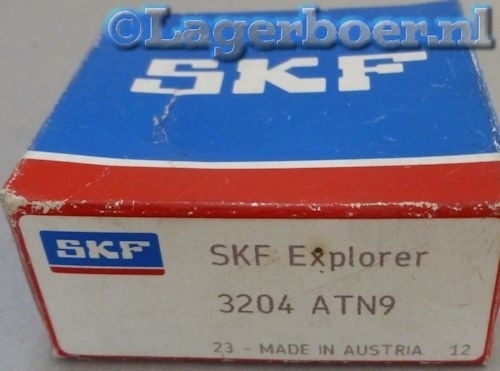 ©Lagerboer.nl
SKF
SKF
SKF Explorer
3204 ATN9
23 - MADE IN AUSTRIA 12